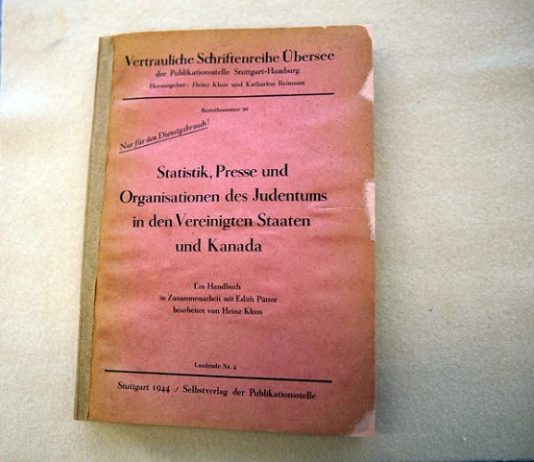 Vertrauliche Schriftenreihe Übersee
der Publikationsstelle Stuttgart-Hamburg
Herausgeber: Heinz Kloss und Katharina Reimann
Bestellnummer
Nur für den Dienstgebrauch!
Statistik, Presse und
Organisationen des Judentums
in den Vereinigten Staaten
und Kanada
Ein Handbuch
in Zusammenarbeit mit Edith Pütter
bearbeitet von Heinz Kloss
Laufende Nr. 4
Stuttgart 1944 / Selbstverlag der Publikationsstelle